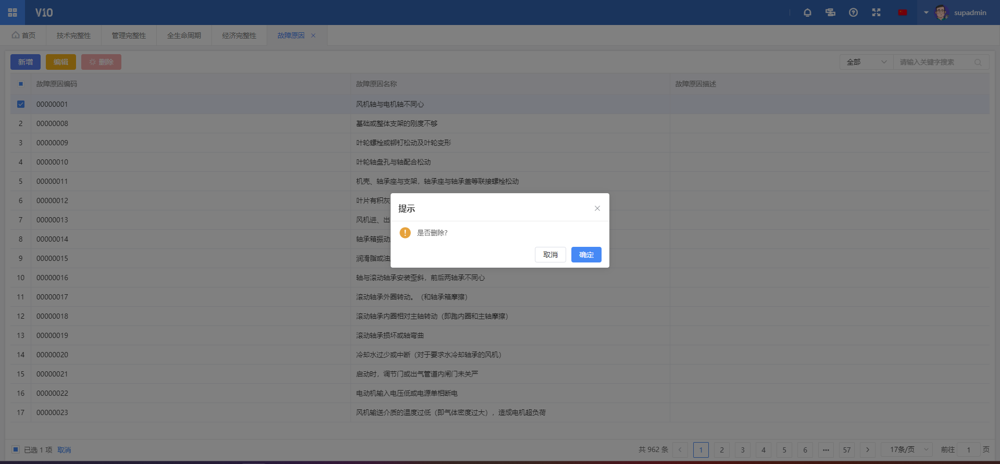 V10
supadmin
首页 技术完整性 管理完整性 全生命周期 经济完整性 故障原因
新增 编辑 删除 全部 请输入关键字搜索
故障原因编码 故障原因名称 故障原因描述
00000001 风机轴与电机轴不同心
2 00000008 基础或整体支架的刚度不够
3 00000009 叶轮螺栓或铆钉松动及叶轮变形
4 00000010 叶轮轴盘孔与轴配合松动
5 00000011 机壳、轴承座与支架，轴承座与轴承盖等联接螺栓松动
6 00000012 叶片有积灰
7 00000013 风机进、出
8 00000014 轴承箱振动
9 00000015 润滑脂或油
10 00000016 轴与滚动轴承安装歪斜，前后两轴承不同心
11 00000017 滚动轴承外圈转动。（和轴承箱摩擦）
12 00000018 滚动轴承内圈相对主轴转动（即跑内圈和主轴摩擦）
13 00000019 滚动轴承损坏或轴弯曲
14 00000020 冷却水过少或中断（对于要求水冷却轴承的风机）
15 00000021 启动时，调节门或出气管道内闸门未关严
16 00000022 电动机输入电压低或电源单相断电
17 00000023 风机输送介质的温度过低（即气体密度过大），造成电机超负荷
提示
是否删除?
取消 确定
已选 1 项 取消 共 962 条 1 2 3 4 5 6 ••• 57 17条/页 前往 1 页